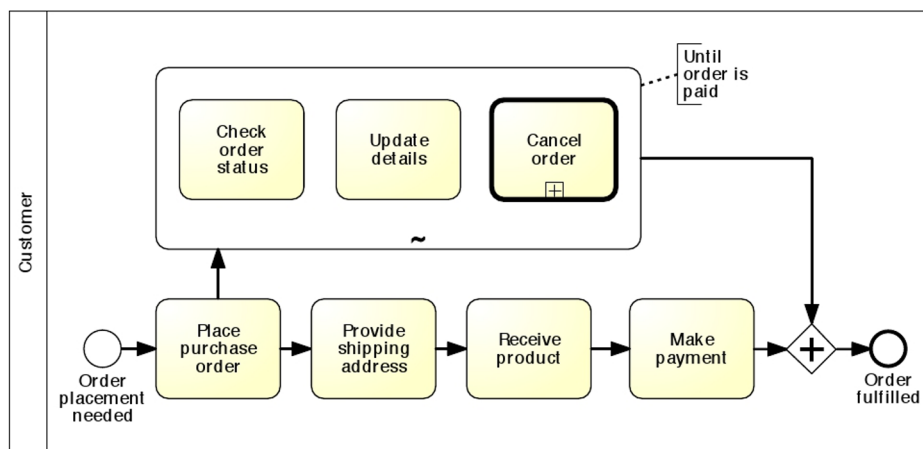 Customer
Until
order is
paid
Check
order
status
Update
details
Cancel
order
~
Place
purchase
order
Provide
shipping
address
Receive
product
Make
payment
Order
placement
needed
Order
fulfilled